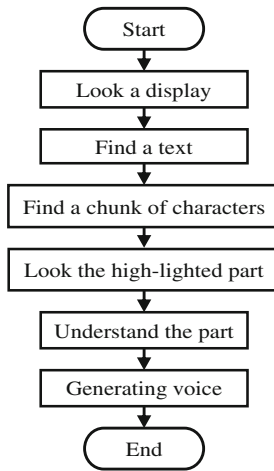 Start
Look a display
Find a text
Find a chunk of characters
Look the high-lighted part
Understand the part
Generating voice
End